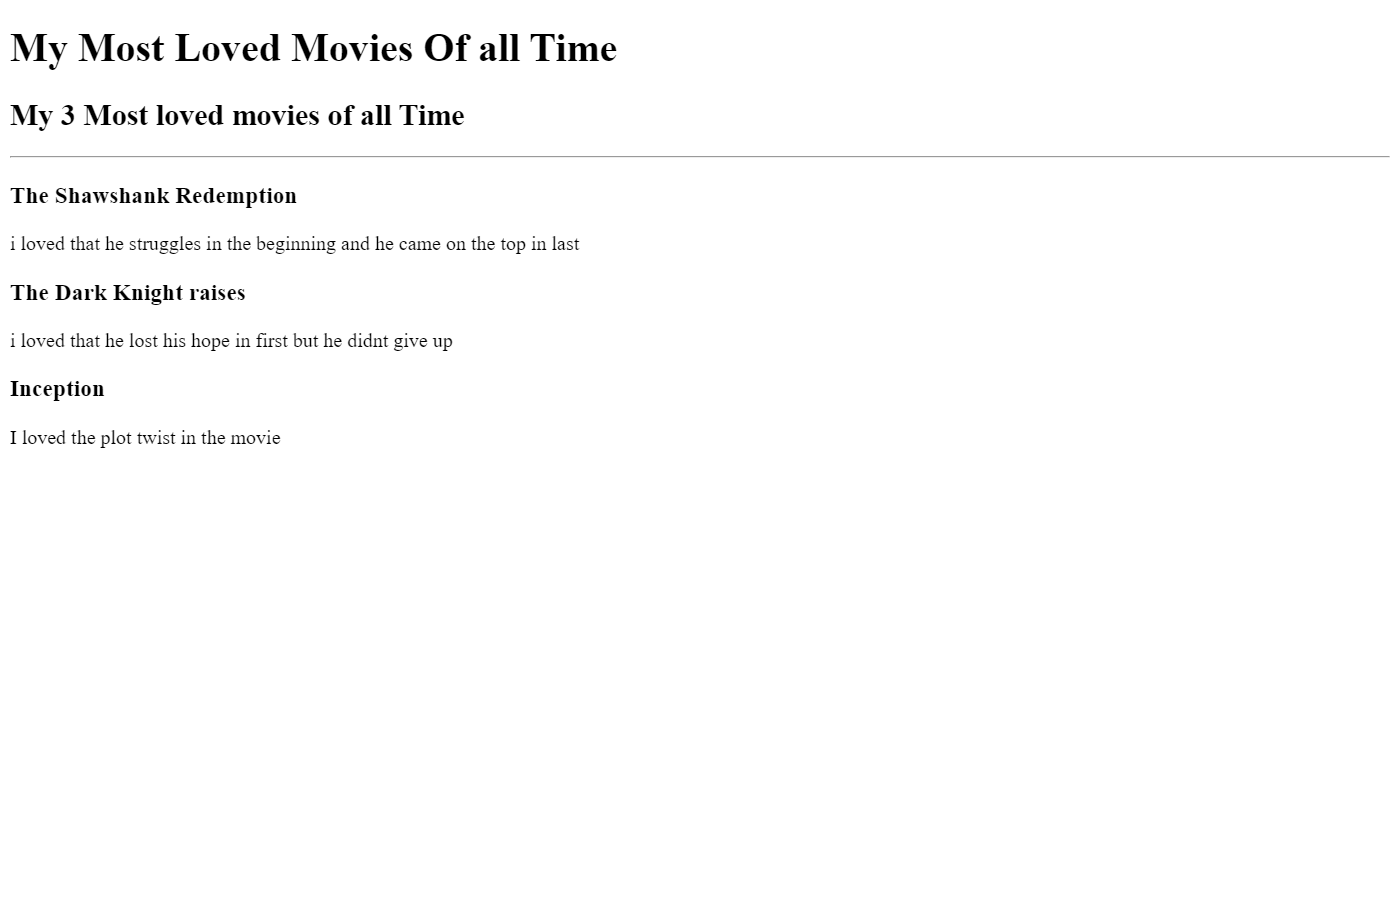 My Most Loved Movies Of all Time
My 3 Most loved movies of all Time
The Shawshank Redemption
i loved that he struggles in the beginning and he came on the top in last
The Dark Knight raises
i loved that he lost his hope in first but he didnt give up
Inception
I loved the plot twist in the movie